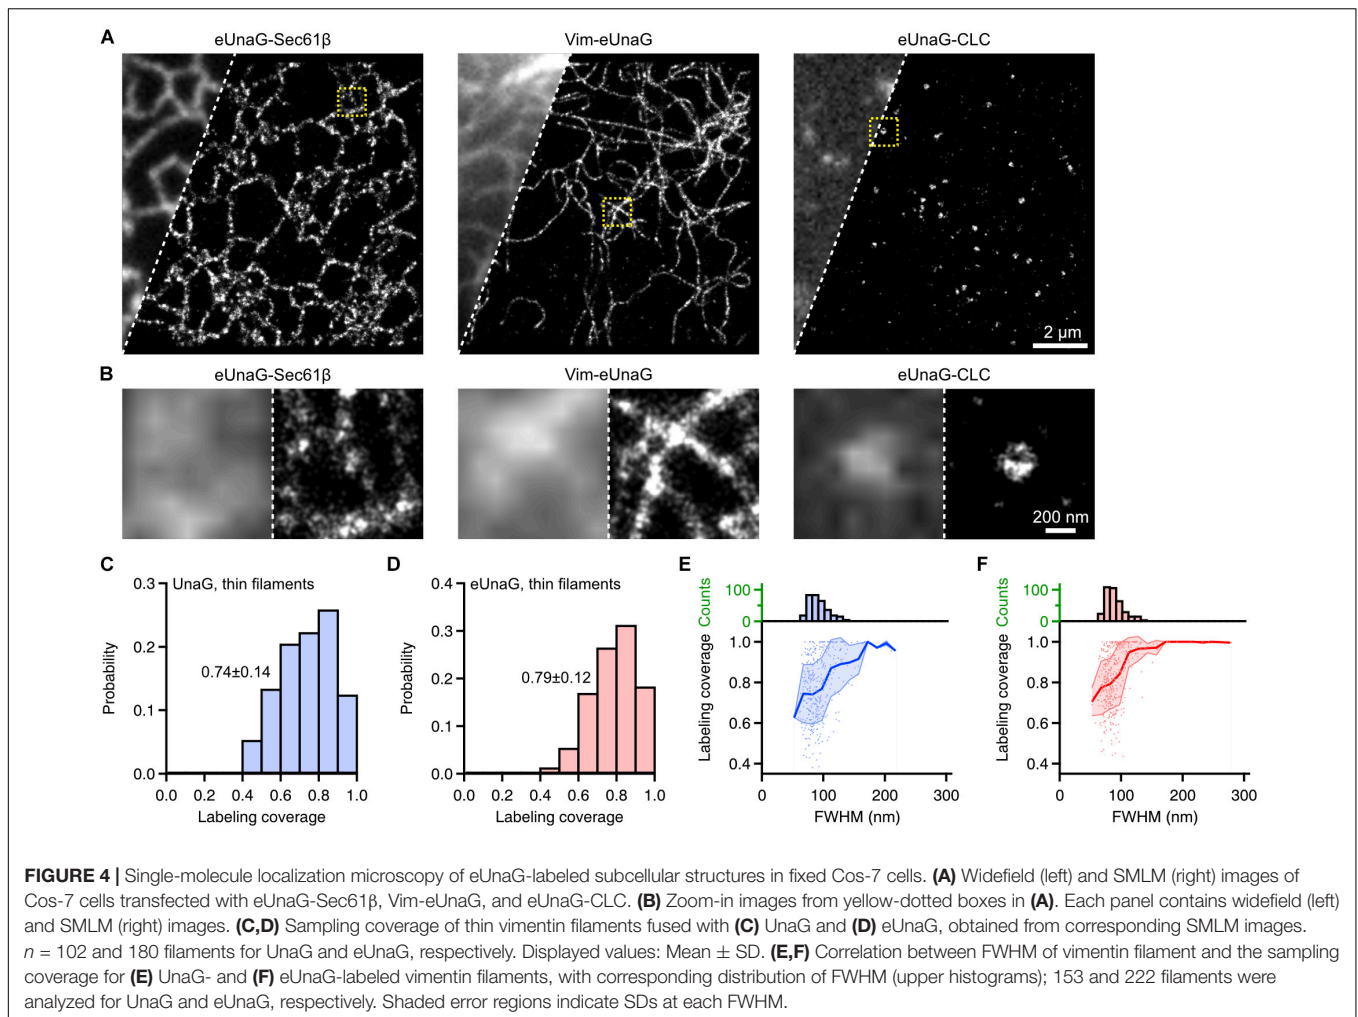 A
eUnaG-Sec61β
Vim-eUnaG
eUnaG-CLC
2 μm
B
eUnaG-Sec61β
Vim-eUnaG
eUnaG-CLC
200 nm
C
UnaG, thin filaments
0.74±0.14
Probability
0.3
0.2
0.1
0.0
0.0 0.2 0.4 0.6 0.8 1.0
Labeling coverage
D
eUnaG, thin filaments
0.79±0.12
Probability
0.4
0.3
0.2
0.1
0.0
0.0 0.2 0.4 0.6 0.8 1.0
Labeling coverage
E
Counts
100
0
Labeling coverage
1.0
0.8
0.6
0.4
0 100 200 300
FWHM (nm)
F
Counts
100
0
Labeling coverage
1.0
0.8
0.6
0.4
0 100 200 300
FWHM (nm)
FIGURE 4 | Single-molecule localization microscopy of eUnaG-labeled subcellular structures in fixed Cos-7 cells. (A) Widefield (left) and SMLM (right) images of
Cos-7 cells transfected with eUnaG-Sec61β, Vim-eUnaG, and eUnaG-CLC. (B) Zoom-in images from yellow-dotted boxes in (A). Each panel contains widefield (left)
and SMLM (right) images. (C,D) Sampling coverage of thin vimentin filaments fused with (C) UnaG and (D) eUnaG, obtained from corresponding SMLM images.
n = 102 and 180 filaments for UnaG and eUnaG, respectively. Displayed values: Mean ± SD. (E,F) Correlation between FWHM of vimentin filament and the sampling
coverage for (E) UnaG- and (F) eUnaG-labeled vimentin filaments, with corresponding distribution of FWHM (upper histograms); 153 and 222 filaments were
analyzed for UnaG and eUnaG, respectively. Shaded error regions indicate SDs at each FWHM.